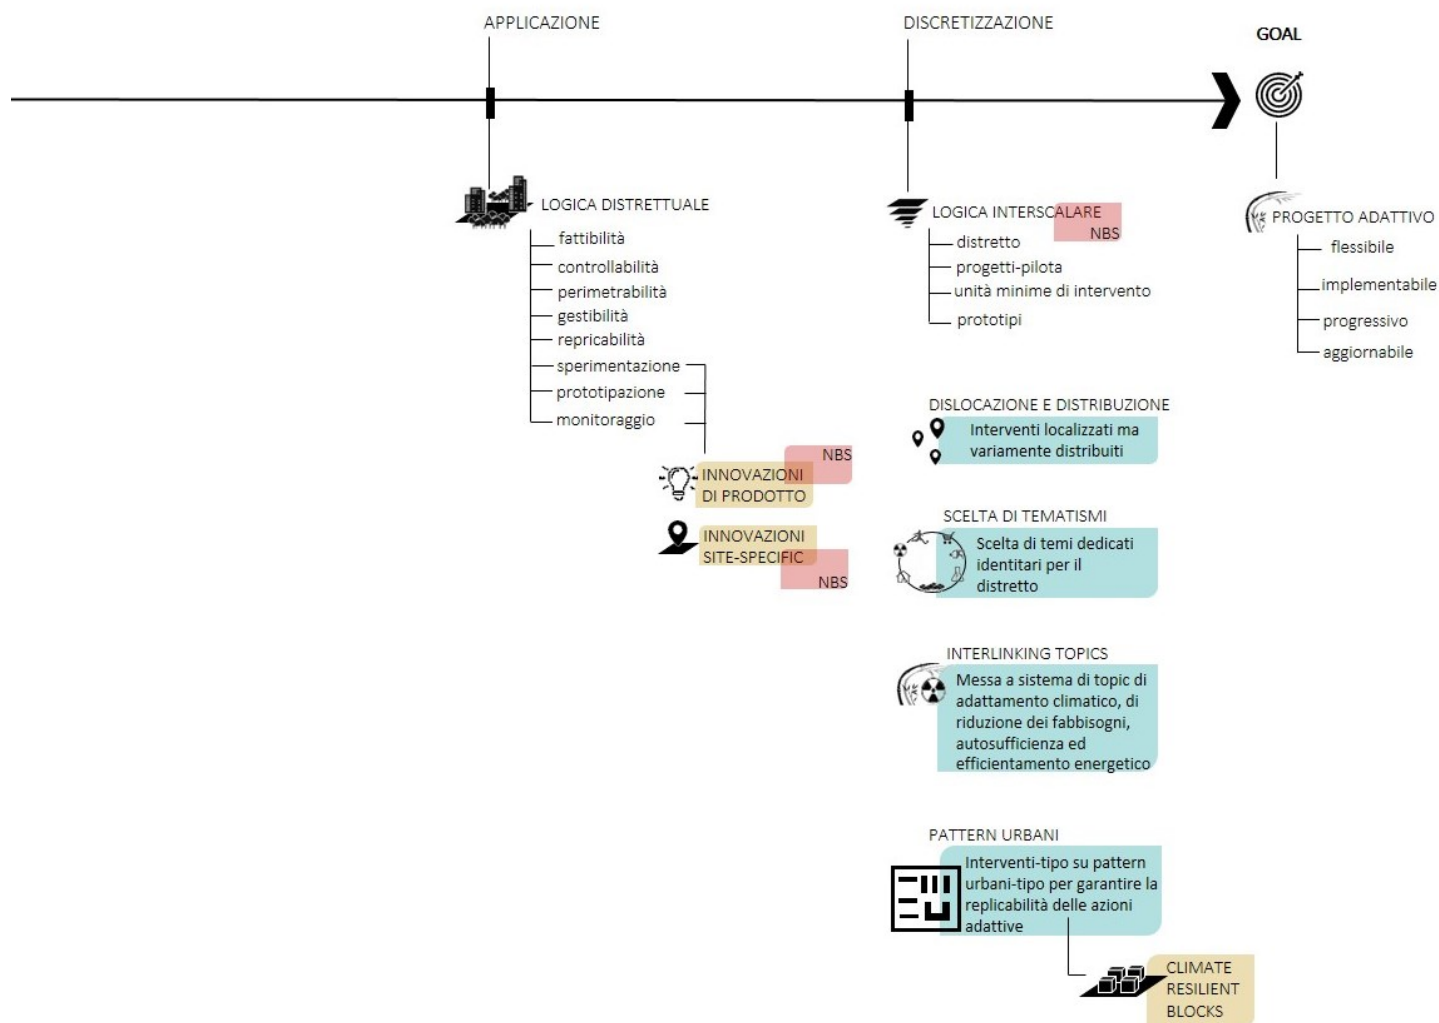 APPLICAZIONE
DISCRETIZZAZIONE
GOAL
LOGICA DISTRETTUALE
fattibilità
controllabilità
perimetrabilità
gestibilità
repricabilità
sperimentazione
prototipazione
monitoraggio
NBS
INNOVAZIONI
DI PRODOTTO
INNOVAZIONI
SITE-SPECIFIC
NBS
LOGICA INTERSCALARE
NBS
distretto
progetti-pilota
unità minime di intervento
prototipi
DISLOCAZIONE E DISTRIBUZIONE
Interventi localizzati ma
variamente distribuiti
SCELTA DI TEMATISMI
Scelta di temi dedicati
identitari per il
distretto
INTERLINKING TOPICS
Messa a sistema di topic di
adattamento climatico, di
riduzione dei fabbisogni,
autosufficienza ed
efficientamento energetico
PATTERN URBANI
Interventi-tipo su pattern
urbani-tipo per garantire la
replicabilità delle azioni
adattive
CLIMATE
RESILIENT
BLOCKS
PROGETTO ADATTIVO
flessibile
implementabile
progressivo
aggiornabile